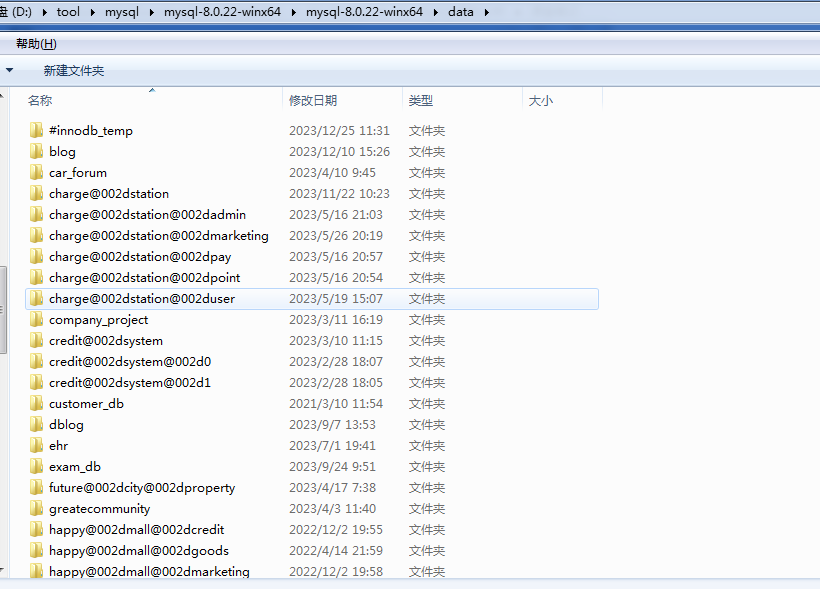 盘 (D:) ▸ tool ▸ mysql ▸ mysql-8.0.22-winx64 ▸ mysql-8.0.22-winx64 ▸ data ▸
帮助(H)
新建文件夹
名称 修改日期 类型 大小
#innodb_temp 2023/12/25 11:31 文件夹
blog 2023/12/10 15:26 文件夹
car_forum 2023/4/10 9:45 文件夹
charge@002dstation 2023/11/22 10:23 文件夹
charge@002dstation@002dadmin 2023/5/16 21:03 文件夹
charge@002dstation@002dmarketing 2023/5/26 20:19 文件夹
charge@002dstation@002dpay 2023/5/16 20:57 文件夹
charge@002dstation@002dpoint 2023/5/16 20:54 文件夹
charge@002dstation@002duser 2023/5/19 15:07 文件夹
company_project 2023/3/11 16:19 文件夹
credit@002dsystem 2023/3/10 11:15 文件夹
credit@002dsystem@002d0 2023/2/28 18:07 文件夹
credit@002dsystem@002d1 2023/2/28 18:05 文件夹
customer_db 2021/3/10 11:54 文件夹
dblog 2023/9/7 13:53 文件夹
ehr 2023/7/1 19:41 文件夹
exam_db 2023/9/24 9:51 文件夹
future@002dcity@002dproperty 2023/4/17 7:38 文件夹
greatecommunity 2023/4/3 11:40 文件夹
happy@002dmall@002dcredit 2022/12/2 19:55 文件夹
happy@002dmall@002dgoods 2022/4/14 21:59 文件夹
happy@002dmall@002dmarketing 2022/12/2 19:58 文件夹